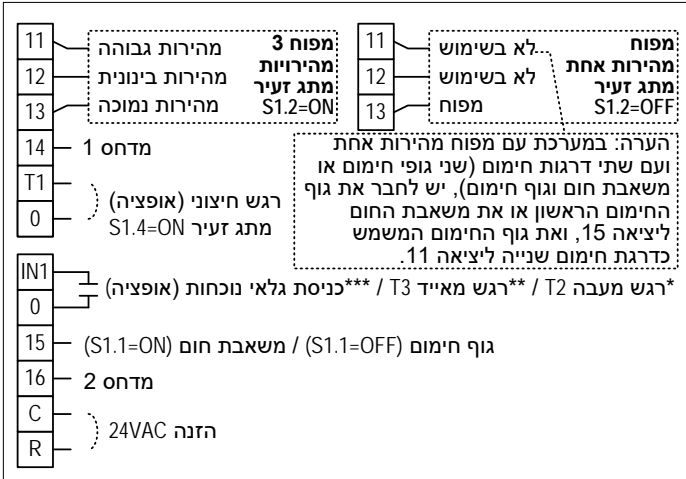 מפוח 3
מהירויות
מתג זעיר
S1.2=ON
11 מהירות גבוהה
12 מהירות בינונית
13 מהירות נמוכה
מפוח
מהירות אחת
מתג זעיר
S1.2=OFF
11 לא בשימוש
12 לא בשימוש
13 מפוח
הערה: במערכת עם מפוח מהירות אחת
ועם שתי דרגות חימום (שני גופי חימום או
משאבת חום וגוף חימום), יש לחבר את גוף
החימום הראשון או את משאבת החום
ליציאה 15, ואת גוף החימום המשמש
כדרגת חימום שנייה ליציאה 11.
14 מדחס 1
T1
0
רגש חיצוני (אופציה)
מתג זעיר S1.4=ON
IN1
0
*רגש מעבה T2 / **רגש מאייד T3 / ***כניסת גלאי נוכחות (אופציה)
15 גוף חימום (S1.1=OFF) / משאבת חום (S1.1=ON)
16 מדחס 2
C
R
הזנה 24VAC